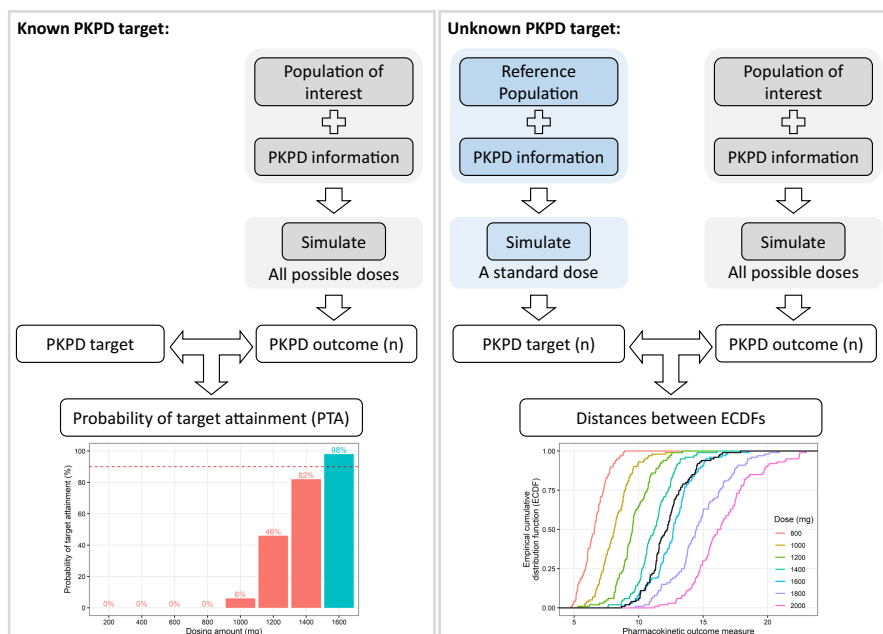 Known PKPD target:
Population of
interest
PKPD information
Simulate
All possible doses
PKPD target
PKPD outcome (n)
Probability of target attainment (PTA)
Probability of target attainment (%)
100
80
60
40
20
0
0%
0%
0%
0%
6%
46%
82%
98%
200
400
600
800
1000
1200
1400
1600
Dosing amount (mg)
Unknown PKPD target:
Reference
Population
PKPD information
Simulate
A standard dose
PKPD target (n)
Population of
interest
PKPD information
Simulate
All possible doses
PKPD outcome (n)
Distances between ECDFs
Empirical cumulative
distribution function (ECDF)
1.00
0.75
0.50
0.25
0.00
5
10
15
20
Pharmacokinetic outcome measure
Dose (mg)
800
1000
1200
1400
1600
1800
2000